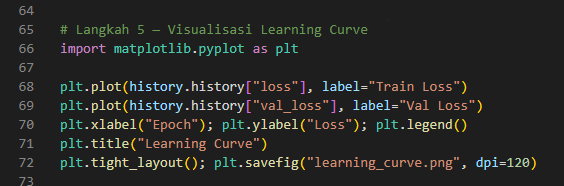 64
65 # Langkah 5 — Visualisasi Learning Curve
66 import matplotlib.pyplot as plt
67
68 plt.plot(history.history["loss"], label="Train Loss")
69 plt.plot(history.history["val_loss"], label="Val Loss")
70 plt.xlabel("Epoch"); plt.ylabel("Loss"); plt.legend()
71 plt.title("Learning Curve")
72 plt.tight_layout(); plt.savefig("learning_curve.png", dpi=120)
73